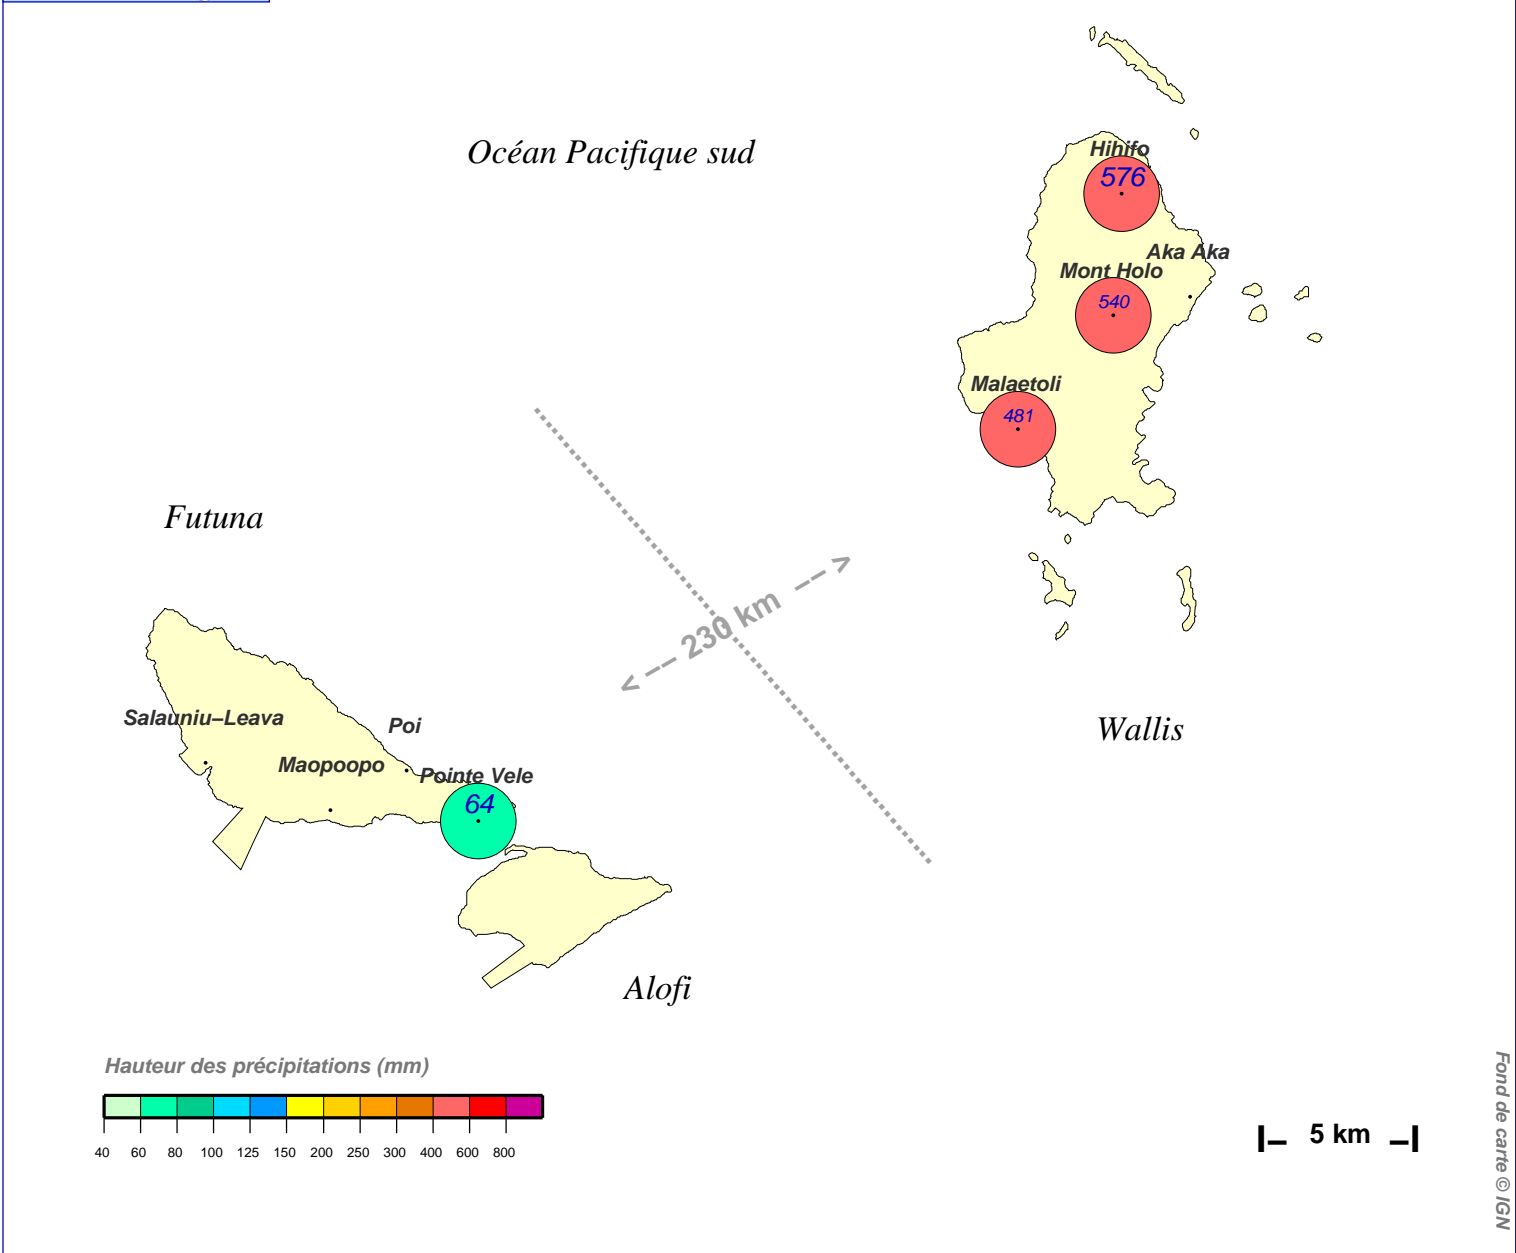 Océan Pacifique sud
Hihifo
576
Aka Aka
Mont Holo
540
Malaetoli
481
Futuna
230 km
Wallis
Salauniu–Leava
Poi
Maopoopo
Pointe Vele
64
Alofi
Hauteur des précipitations (mm)
40 60 80 100 125 150 200 250 300 400 600 800
5 km
Fond de carte © IGN